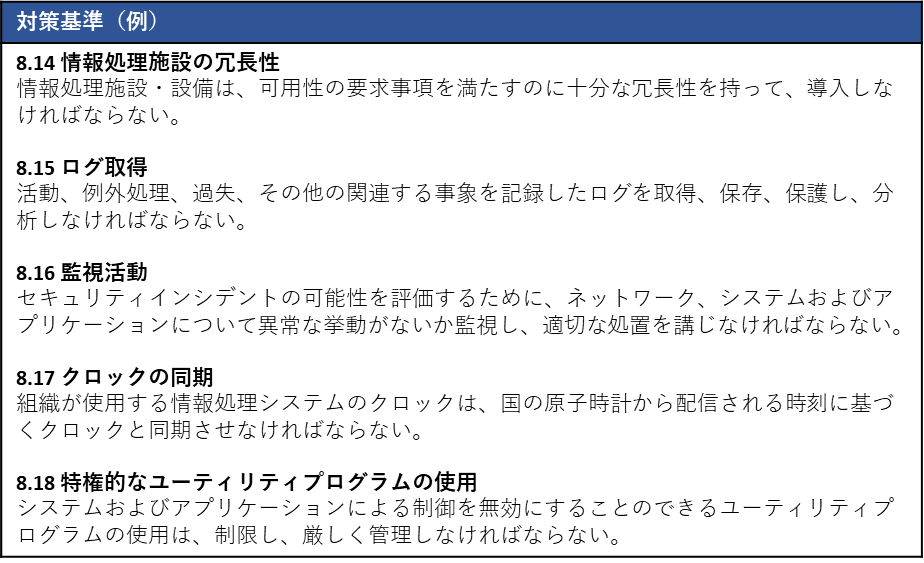 対策基準（例）
8.14 情報処理施設の冗長性
情報処理施設・設備は、可用性の要求事項を満たすのに十分な冗長性を持って、導入しな
ければならない。
8.15 ログ取得
活動、例外処理、過失、その他の関連する事象を記録したログを取得、保存、保護し、分
析しなければならない。
8.16 監視活動
セキュリティインシデントの可能性を評価するために、ネットワーク、システムおよびア
プリケーションについて異常な挙動がないか監視し、適切な処置を講じなければならない。
8.17 クロックの同期
組織が使用する情報処理システムのクロックは、国の原子時計から配信される時刻に基づ
くクロックと同期させなければならない。
8.18 特権的なユーティリティプログラムの使用
システムおよびアプリケーションによる制御を無効にすることのできるユーティリティプ
ログラムの使用は、制限し、厳しく管理しなければならない。